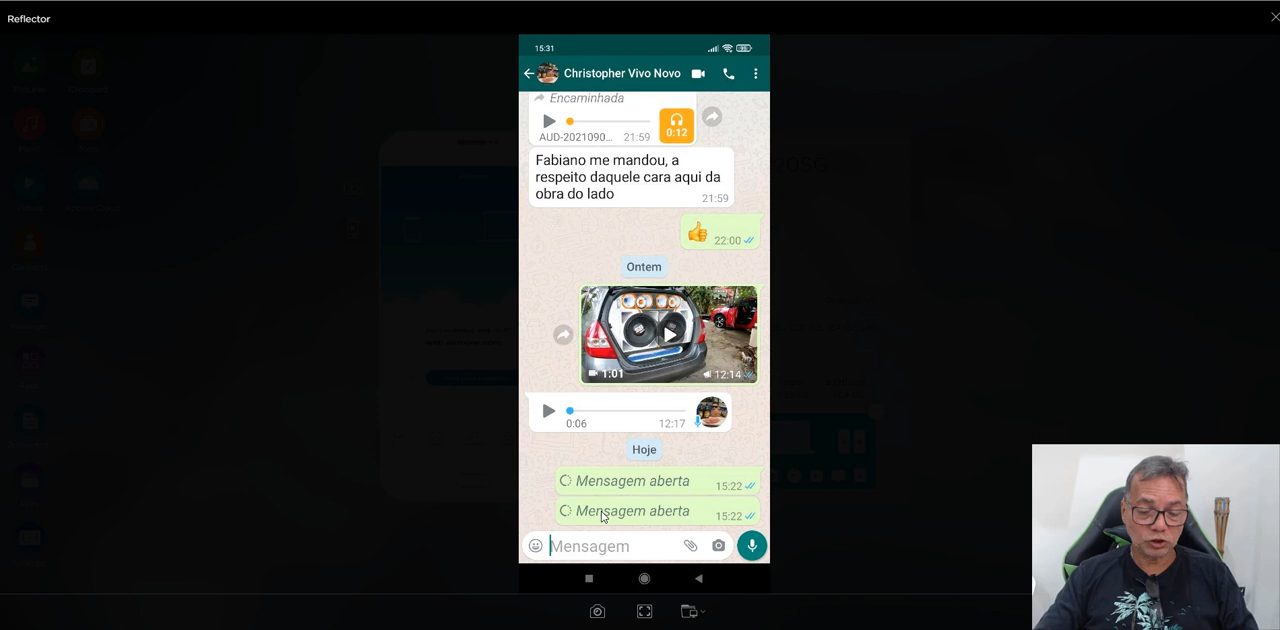 Reflector
15:31
Christopher Vivo Novo
Encaminhada
0:12
AUD-2021090... 21:59
Fabiano me mandou, a
respeito daquele cara aqui da
obra do lado
21:59
👍 22:00
Ontem
1:01 12:14
0:06 12:17
Hoje
Mensagem aberta 15:22
Mensagem aberta 15:22
Mensagem